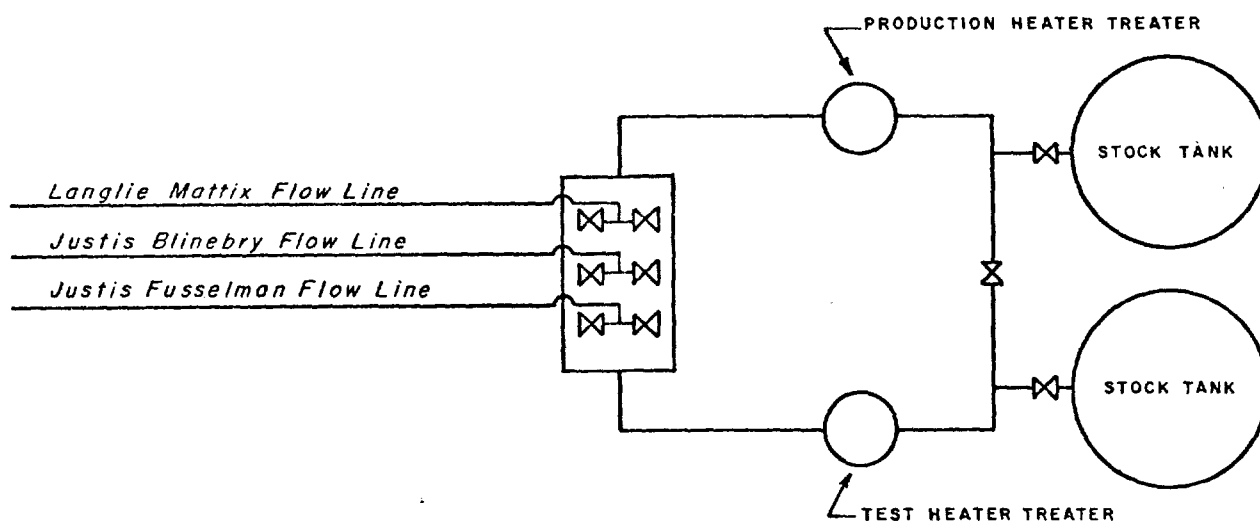 PRODUCTION HEATER TREATER
STOCK TANK
Langlie Mattix Flow Line
Justis Blinebry Flow Line
Justis Fusselman Flow Line
STOCK TANK
TEST HEATER TREATER